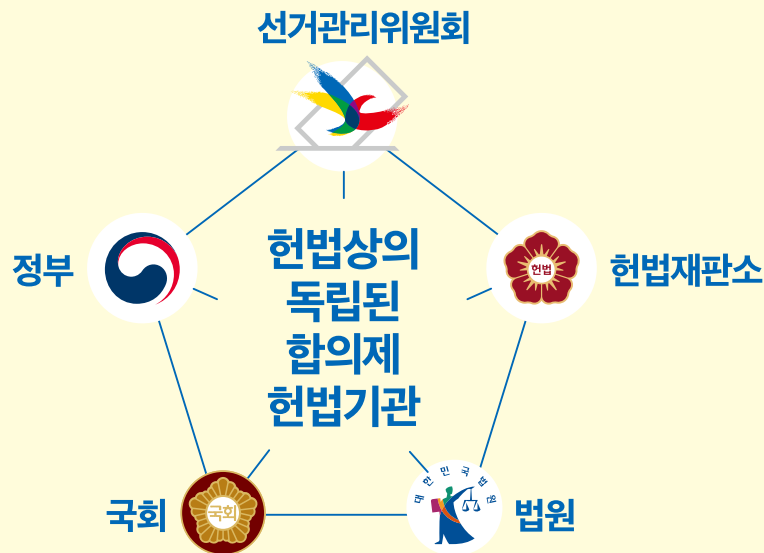 선거관리위원회
정부
헌법상의
독립된
합의제
헌법기관
헌법
헌법재판소
국회
국회
대한민국법원
법원